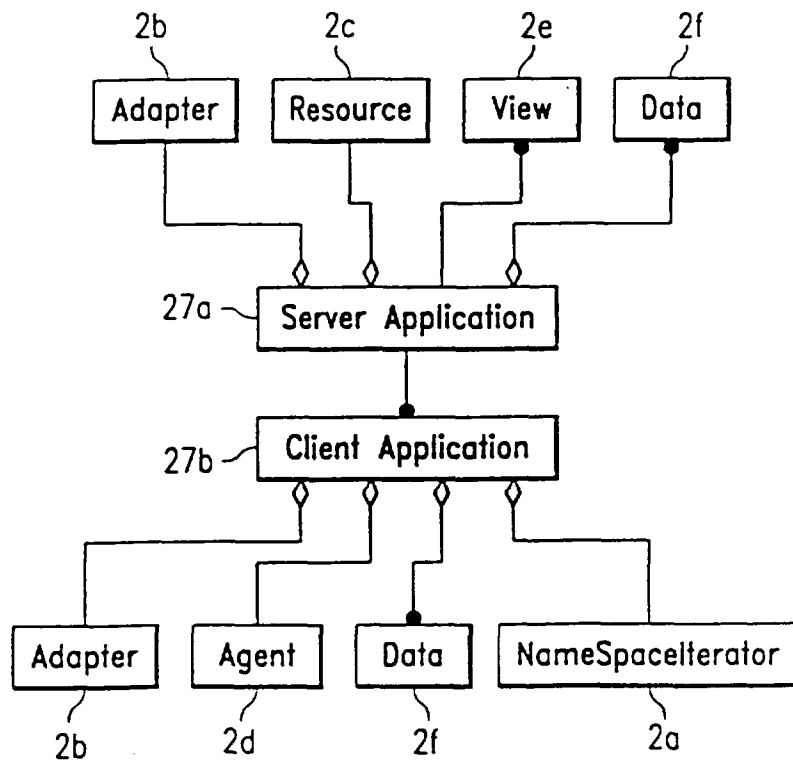 2b 2c 2e 2f
Adapter Resource View Data
27a
Server Application
27b
Client Application
Adapter Agent Data NameSpaceIterator
2b 2d 2f 2a